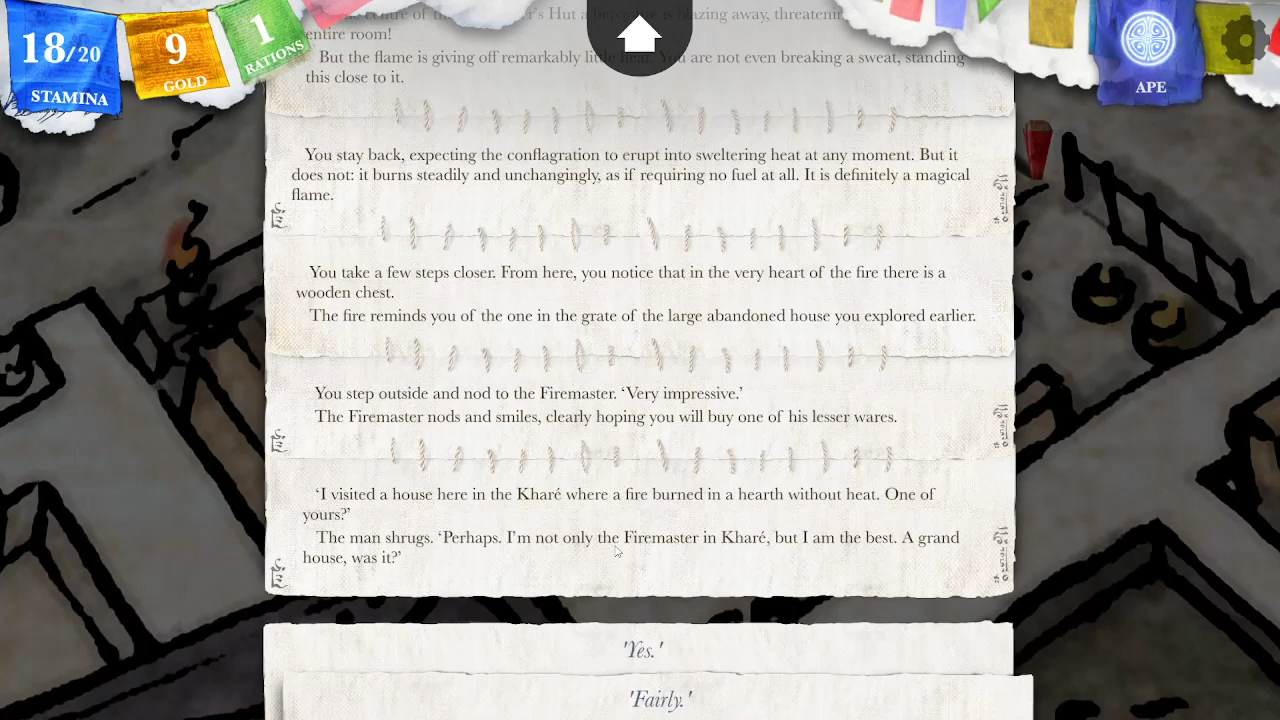 18/20
STAMINA
9
GOLD
1
RATIONS
APE
centre of
's Hut a
is blazing away,
entire room!
But the flame is giving off remarkably little heat. You are not even breaking a sweat, standing
this close to it.
You stay back, expecting the conflagration to erupt into sweltering heat at any moment. But it
does not: it burns steadily and unchangingly, as if requiring no fuel at all. It is definitely a magical
flame.
You take a few steps closer. From here, you notice that in the very heart of the fire there is a
wooden chest.
The fire reminds you of the one in the grate of the large abandoned house you explored earlier.
You step outside and nod to the Firemaster. ‘Very impressive.’
The Firemaster nods and smiles, clearly hoping you will buy one of his lesser wares.
‘I visited a house here in the Kharé where a fire burned in a hearth without heat. One of
yours?’
The man shrugs. ‘Perhaps. I’m not only the Firemaster in Kharé, but I am the best. A grand
house, was it?’
'Yes.'
'Fairly.'